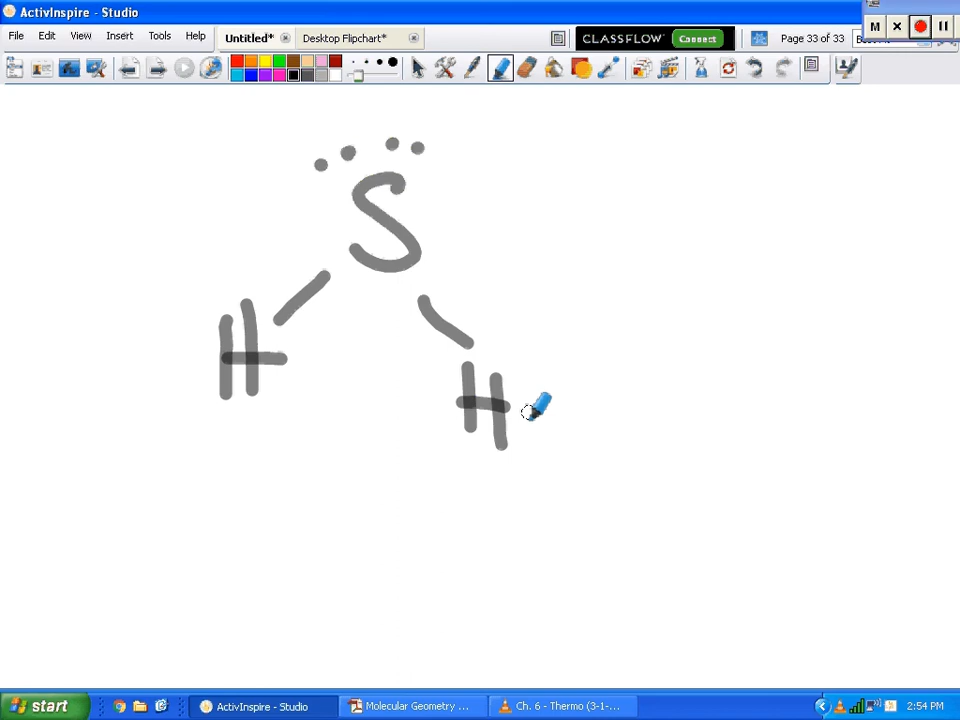 ActivInspire - Studio
M X
File Edit View Insert Tools Help
Untitled* Desktop Flipchart* CLASSFLOW Connect Page 33 of 33
S
H
H
start ActivInspire - Studio Molecular Geometry ... Ch. 6 - Thermo (3-1-... 2:54 PM